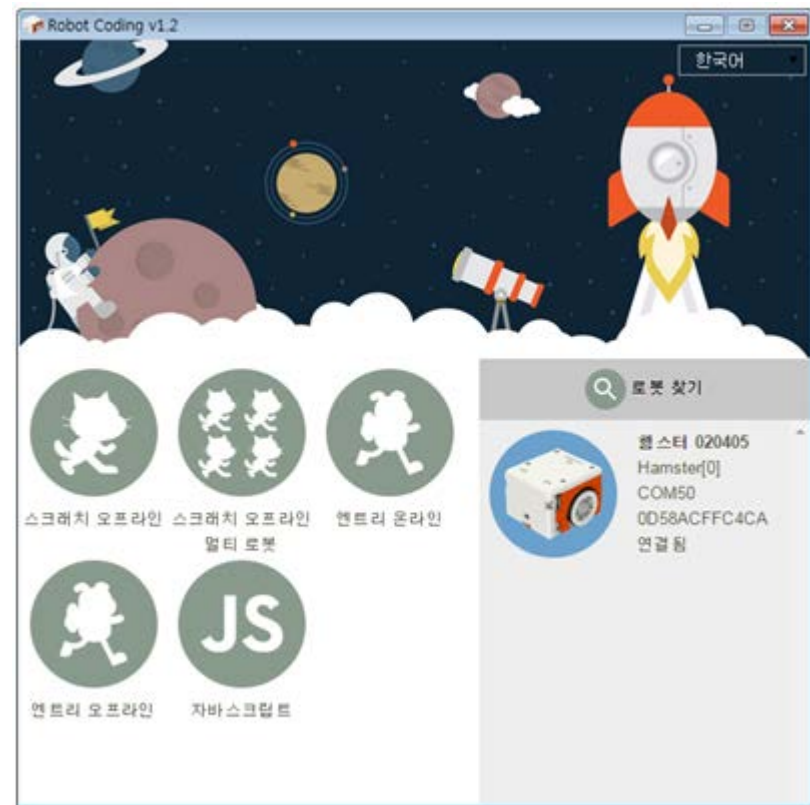 Robot Coding v1.2
한국어
스크래치 오프라인
스크래치 오프라인
멀티 로봇
엔트리 온라인
엔트리 오프라인
JS
자바스크립트
로봇 찾기
햄스터 020405
Hamster[0]
COM50
0D58ACFFC4CA
연결됨